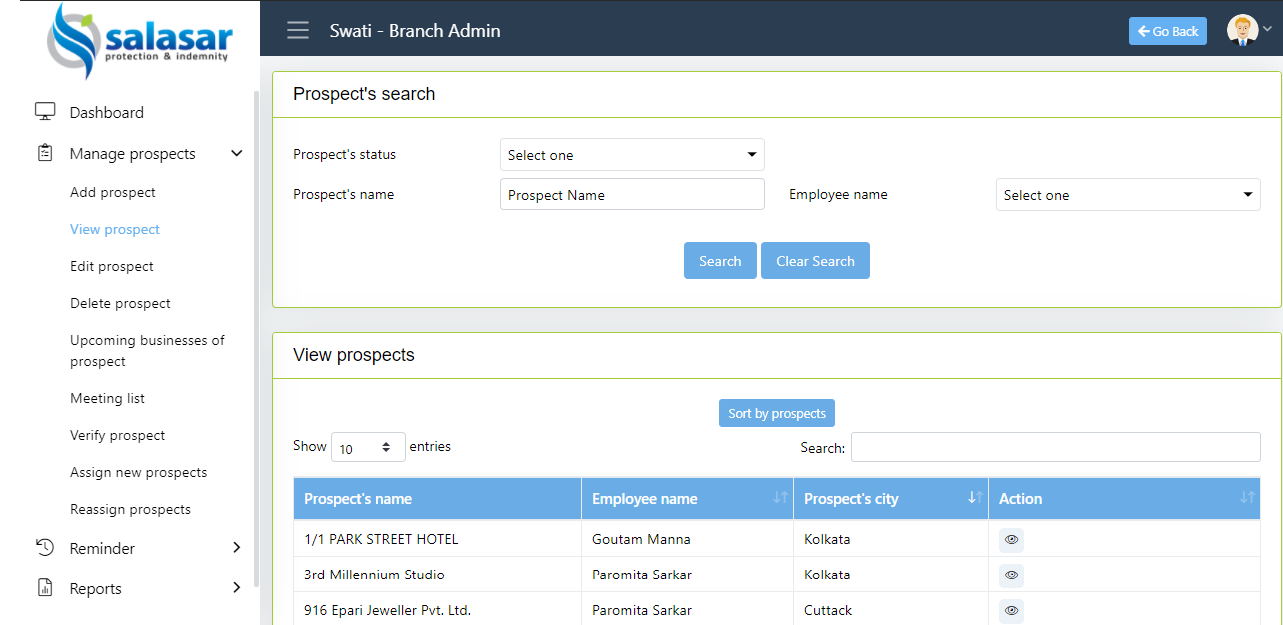 salasar
protection & indemnity
Swati - Branch Admin
Go Back
Dashboard
Manage prospects
Add prospect
View prospect
Edit prospect
Delete prospect
Upcoming businesses of
prospect
Meeting list
Verify prospect
Assign new prospects
Reassign prospects
Reminder
Reports
Prospect's search
Prospect's status Select one
Prospect's name Prospect Name Employee name Select one
Search Clear Search
View prospects
Sort by prospects
Show 10 entries Search:
Prospect's name Employee name Prospect's city Action
1/1 PARK STREET HOTEL Goutam Manna Kolkata
3rd Millennium Studio Paromita Sarkar Kolkata
916 Epari Jeweller Pvt. Ltd. Paromita Sarkar Cuttack